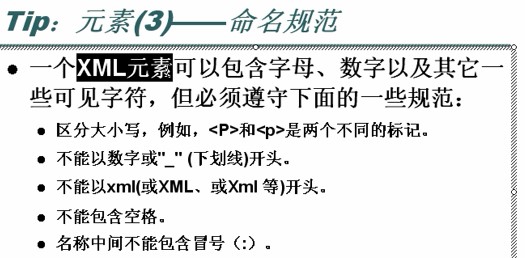 Tip：元素(3)——命名规范
● 一个XML元素可以包含字母、数字以及其它一
些可见字符，但必须遵守下面的一些规范：
● 区分大小写，例如，<P>和<p>是两个不同的标记。
● 不能以数字或"_" (下划线)开头。
● 不能以xml(或XML、或Xml 等)开头。
● 不能包含空格。
● 名称中间不能包含冒号（:）。